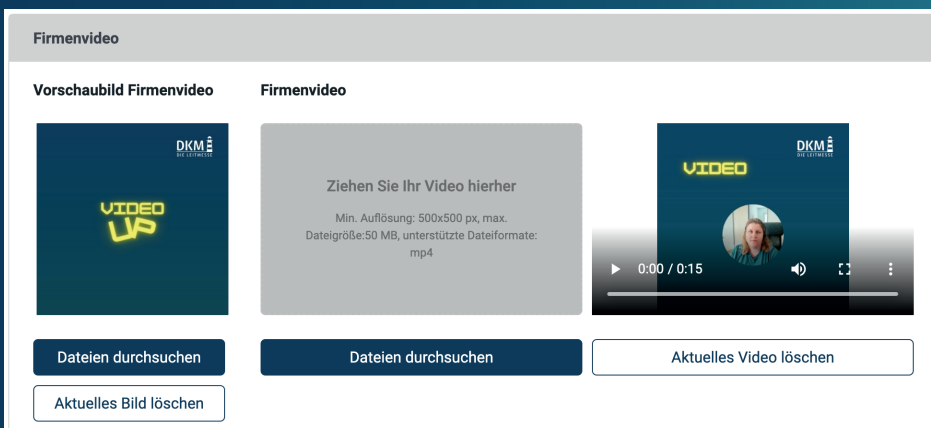 Firmenvideo
Vorschaubild Firmenvideo
Firmenvideo
DKM
DIE LEITMESSE
VIDEO
UP
Ziehen Sie Ihr Video hierher
Min. Auflösung: 500x500 px, max.
Dateigröße:50 MB, unterstützte Dateiformate:
mp4
DKM
DIE LEITMESSE
VIDEO
0:00 / 0:15
Dateien durchsuchen
Dateien durchsuchen
Aktuelles Video löschen
Aktuelles Bild löschen